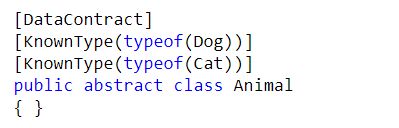 [DataContract]
[KnownType(typeof(Dog))]
[KnownType(typeof(Cat))]
public abstract class Animal
{ }